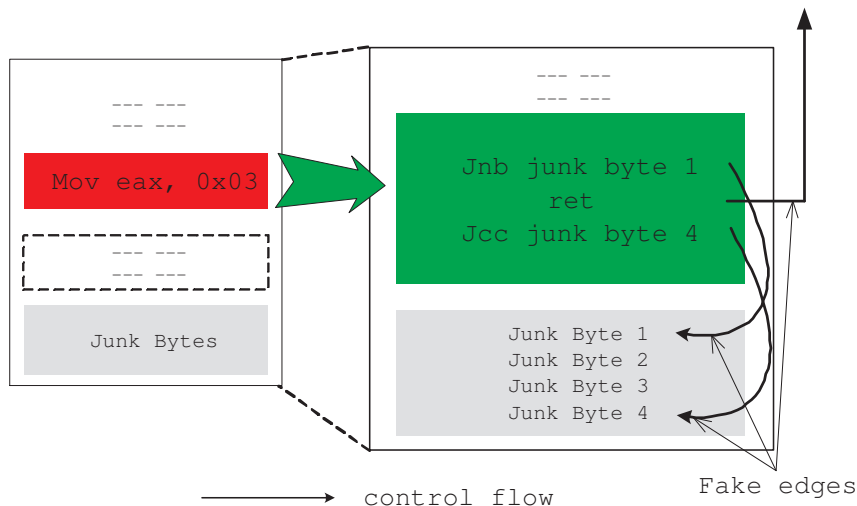 --- ---
--- ---
Mov eax, 0x03
--- ---
--- ---
Junk Bytes
--- ---
--- ---
Jnb junk byte 1
ret
Jcc junk byte 4
Junk Byte 1
Junk Byte 2
Junk Byte 3
Junk Byte 4
Fake edges
control flow